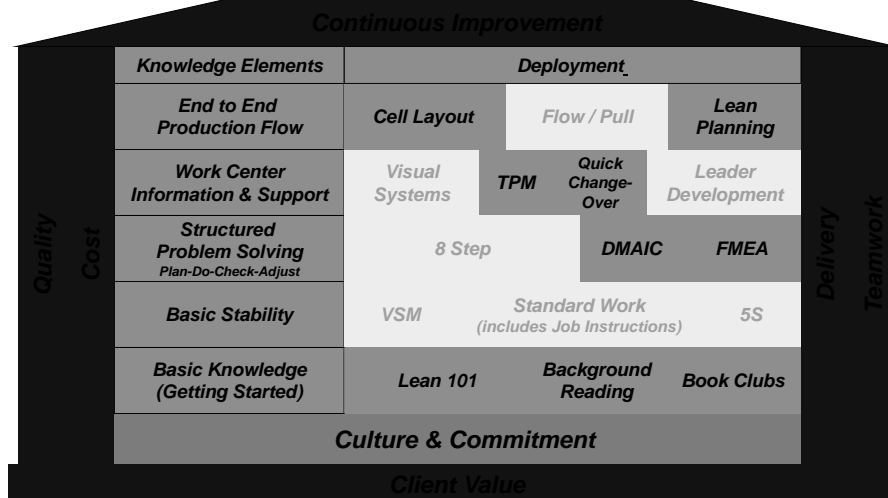 Continuous Improvement
Knowledge Elements
Deployment
End to End
Production Flow
Cell Layout
Flow / Pull
Lean
Planning
Work Center
Information & Support
Visual
Systems
TPM
Quick
Change-
Over
Leader
Development
Structured
Problem Solving
Plan-Do-Check-Adjust
8 Step
DMAIC
FMEA
Basic Stability
VSM
Standard Work
(includes Job Instructions)
5S
Basic Knowledge
(Getting Started)
Lean 101
Background
Reading
Book Clubs
Quality
Cost
Delivery
Teamwork
Culture & Commitment
Client Value